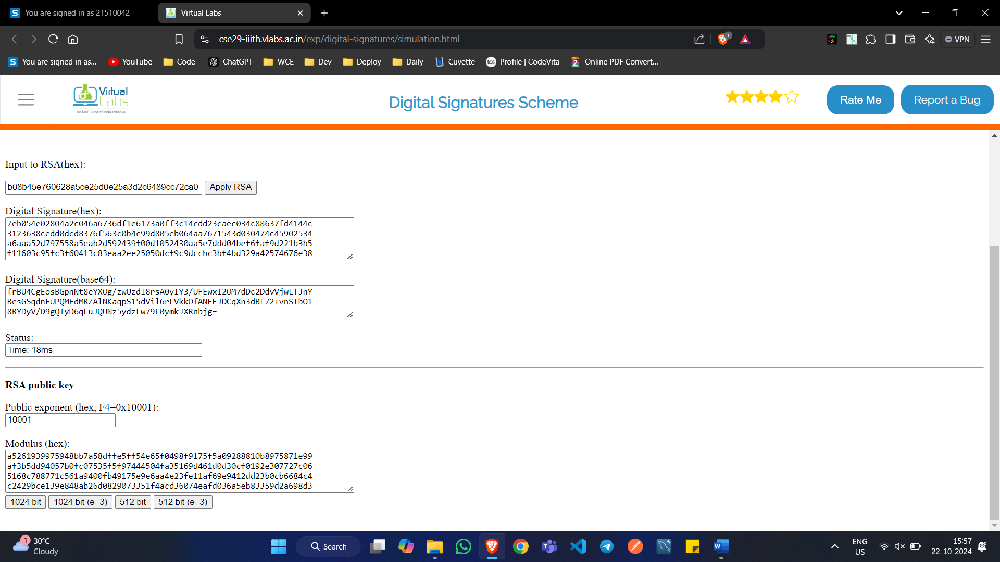 You are signed in as 21510042
Virtual Labs
cse29-iiith.vlabs.ac.in/exp/digital-signatures/simulation.html
1
VPN
You are signed in as...
YouTube
Code
ChatGPT
WCE
Dev
Deploy
Daily
Cuvette
Profile | CodeVita
Online PDF Convert...
Virtual
Labs
An MoE Govt of India Initiative
Digital Signatures Scheme
Rate Me
Report a Bug
Input to RSA(hex):
b08b45e760628a5ce25d0e25a3d2c6489cc72ca0
Apply RSA
Digital Signature(hex):
7eb054e02804a2c046a6736df1e6173a0ff3c14cdd23caec034c88637fd4144c
3123638cedd0dcd8376f563c0b4c99d805eb064aa7671543d030474c45902534
a6aaa52d797558a5eab2d592439f00d1052430aa5e7ddd04bef6faf9d221b3b5
f11603c95fc3f60413c83eaa2ee25050dcf9c9dccbc3bf4bd329a42574676e38
Digital Signature(base64):
frBU4CgEosBGpnNt8eYXOg/zwUzdI8rsA0yIY3/UFEwxI2OM7dDc2DdvVjwLTJnY
BesGSqdnFUPQMEdMRZAlNKaqpS15dVil6rLVkkOfANEFJDCqXn3dBL72+vnSIbO1
8RYDyV/D9gQTyD6qLuJQUNz5ydzLw79L0ymkJXRnbjg=
Status:
Time: 18ms
RSA public key
Public exponent (hex, F4=0x10001):
10001
Modulus (hex):
a5261939975948bb7a58dffe5ff54e65f0498f9175f5a09288810b8975871e99
af3b5dd94057b0fc07535f5f97444504fa35169d461d0d30cf0192e307727c06
5168c788771c561a9400fb49175e9e6aa4e23fe11af69e9412dd23b0cb6684c4
c2429bce139e848ab26d0829073351f4acd36074eafd036a5eb83359d2a698d3
1024 bit
1024 bit (e=3)
512 bit
512 bit (e=3)
1
30°C
Cloudy
Search
ENG
US
15:57
22-10-2024